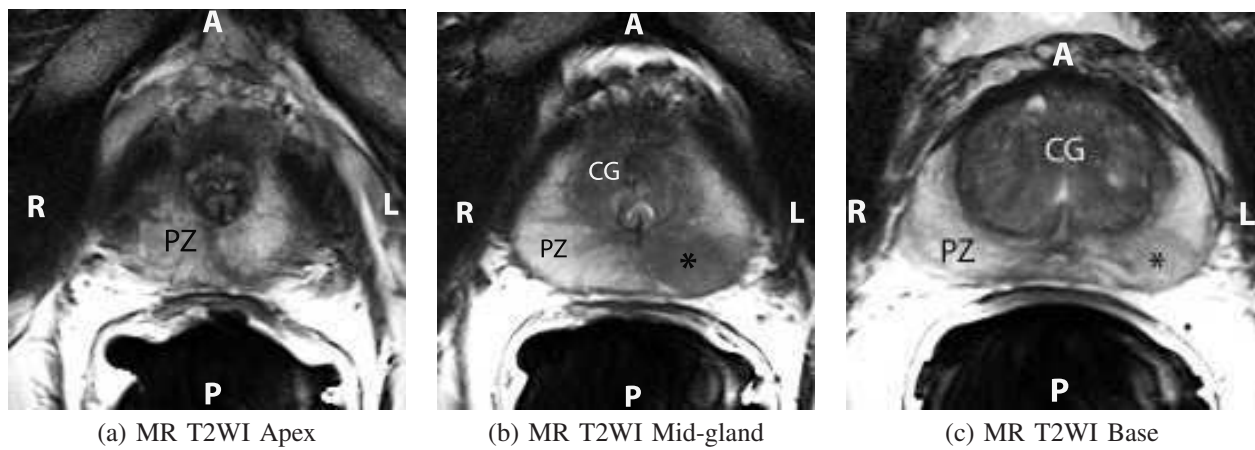 A
R
L
PZ
P
(a) MR T2WI Apex
A
CG
R
L
PZ
*
P
(b) MR T2WI Mid-gland
A
CG
R
L
PZ
*
P
(c) MR T2WI Base